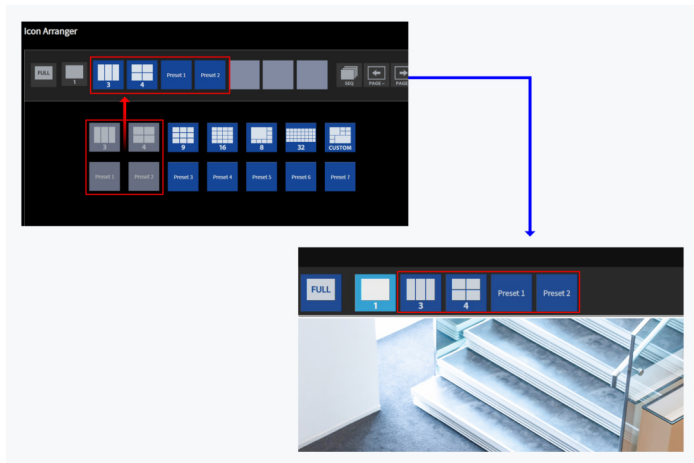 Icon Arranger
FULL
1
3
4
Preset 1
Preset 2
SEQ
PAGE -
PAGE
3
4
9
16
8
32
CUSTOM
Preset 1
Preset 2
Preset 3
Preset 4
Preset 5
Preset 6
Preset 7
FULL
1
3
4
Preset 1
Preset 2